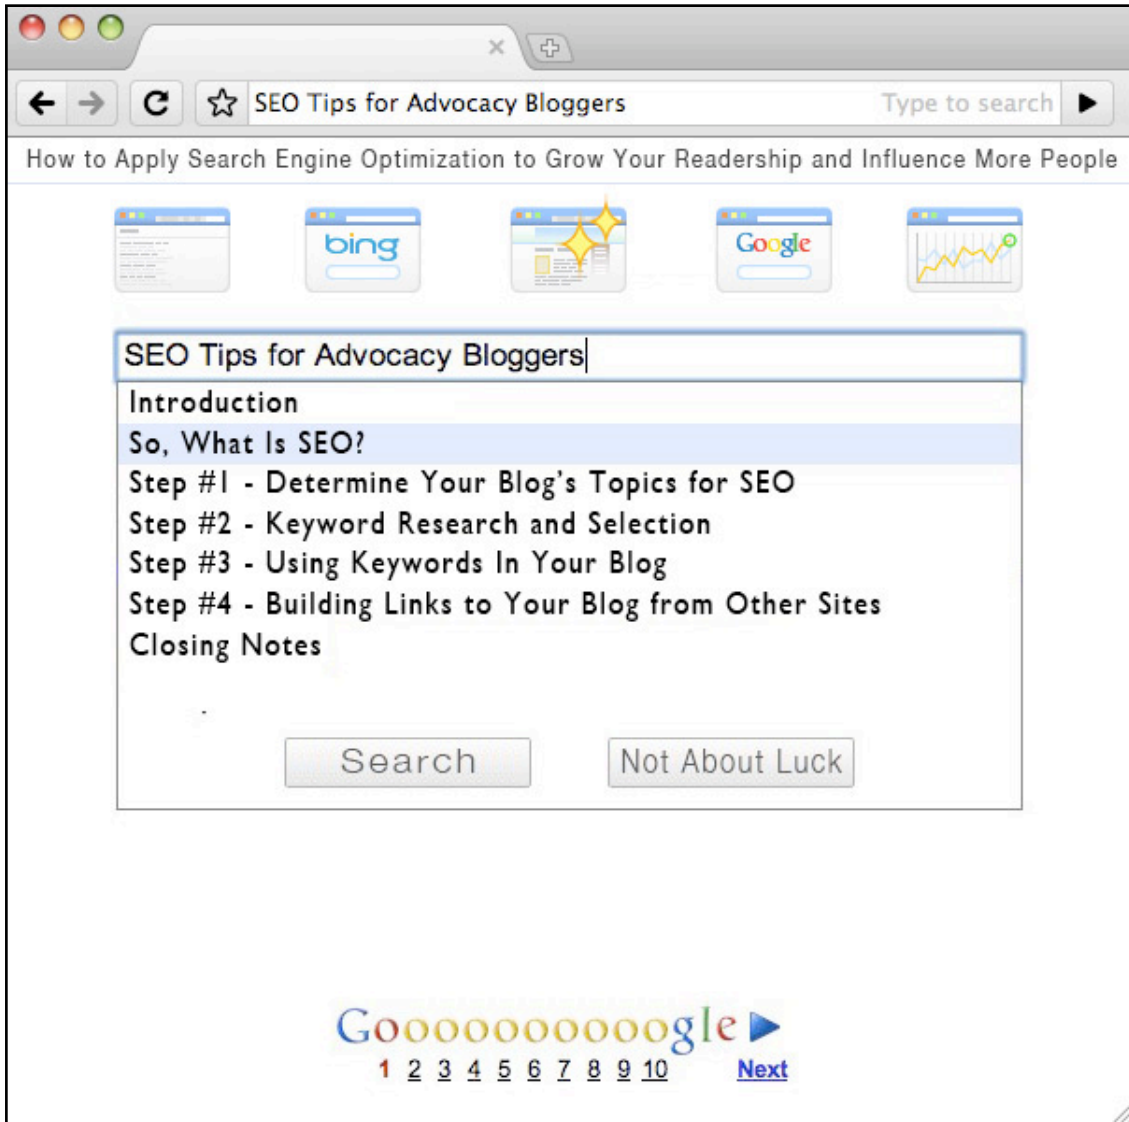 SEO Tips for Advocacy Bloggers Type to search
How to Apply Search Engine Optimization to Grow Your Readership and Influence More People
bing
Google
SEO Tips for Advocacy Bloggers
Introduction
So, What Is SEO?
Step #1 - Determine Your Blog's Topics for SEO
Step #2 - Keyword Research and Selection
Step #3 - Using Keywords In Your Blog
Step #4 - Building Links to Your Blog from Other Sites
Closing Notes
Search Not About Luck
Goooooooooogle
1 2 3 4 5 6 7 8 9 10 Next